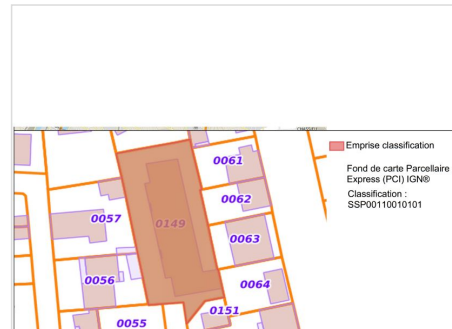 Emprise classification
Fond de carte Parcellaire
Express (PCI) IGN®
Classification :
SSP00110010101
0061
0062
0057
0149
0063
0056
0064
0151
0055